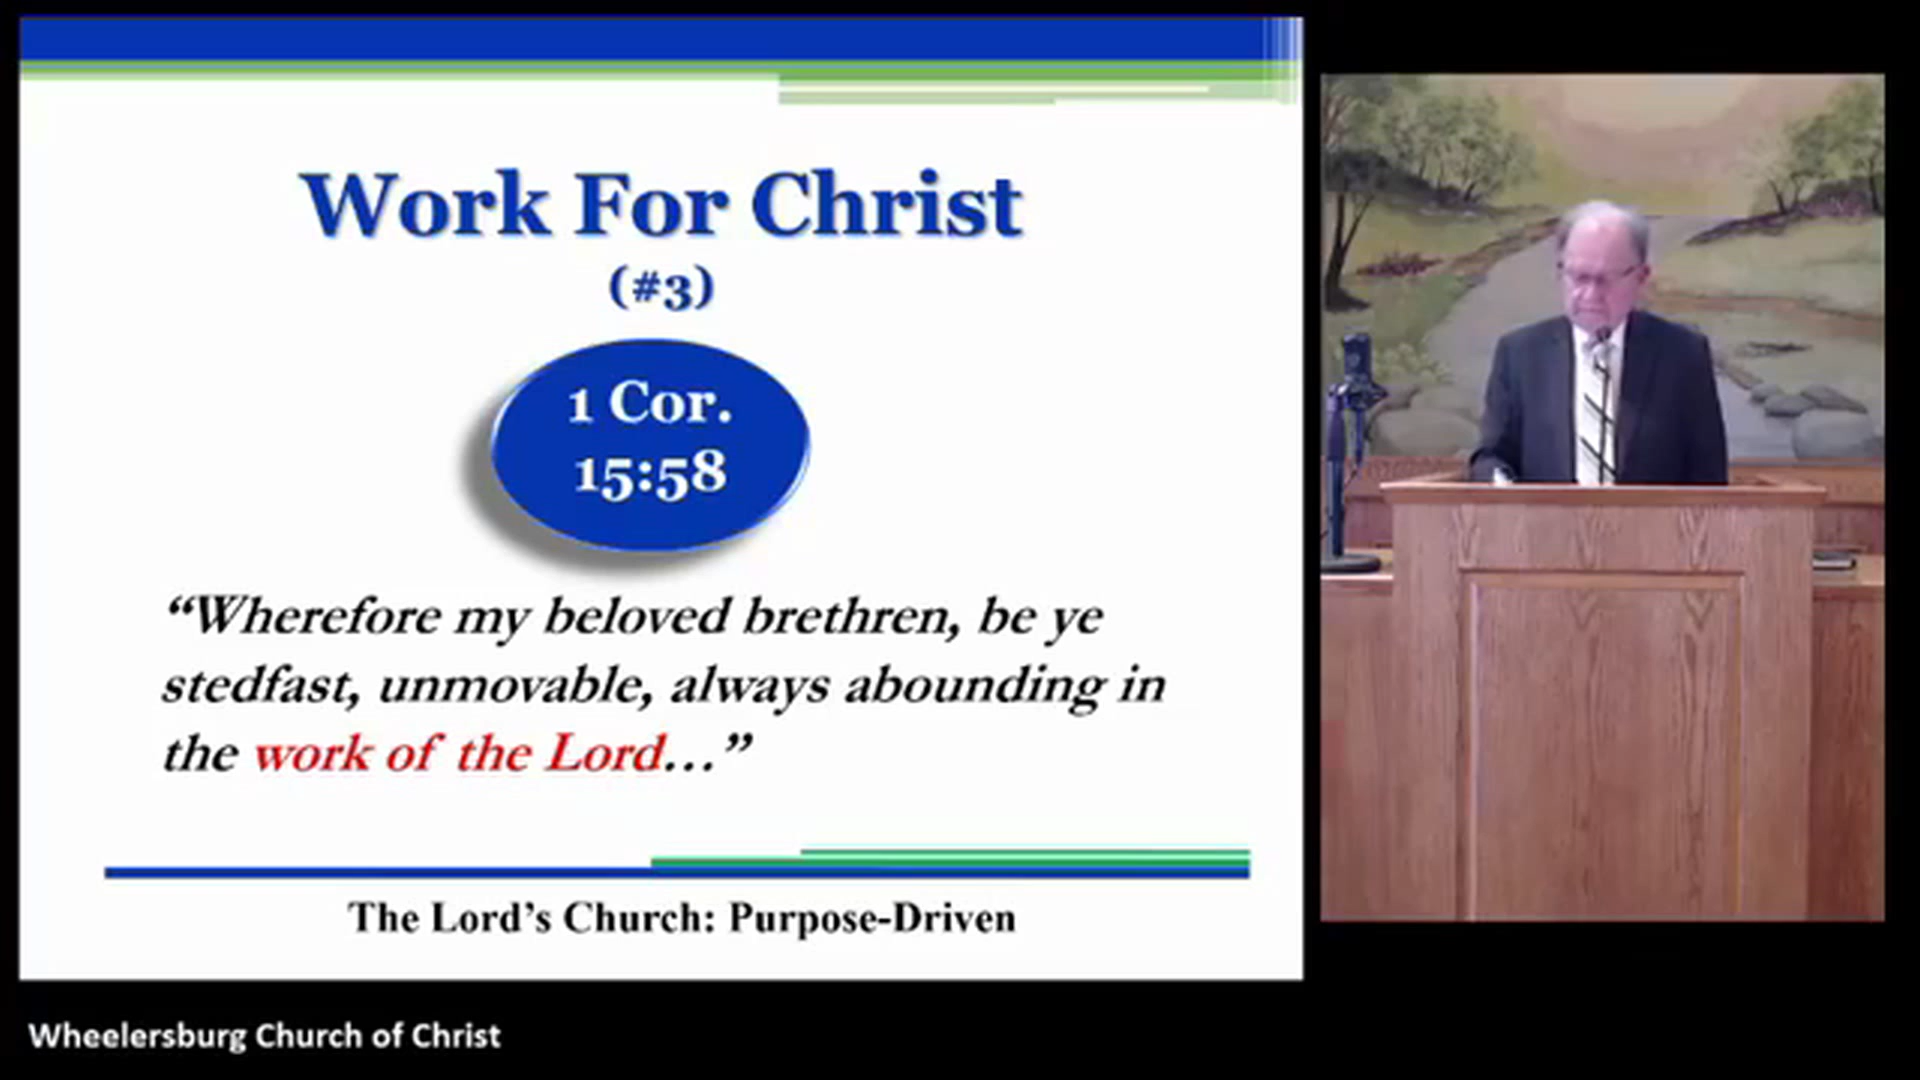 Work For Christ
(#3)
1 Cor.
15:58
“Wherefore my beloved brethren, be ye
stedfast, unmovable, always abounding in
the work of the Lord…”
The Lord’s Church: Purpose-Driven
Wheelersburg Church of Christ